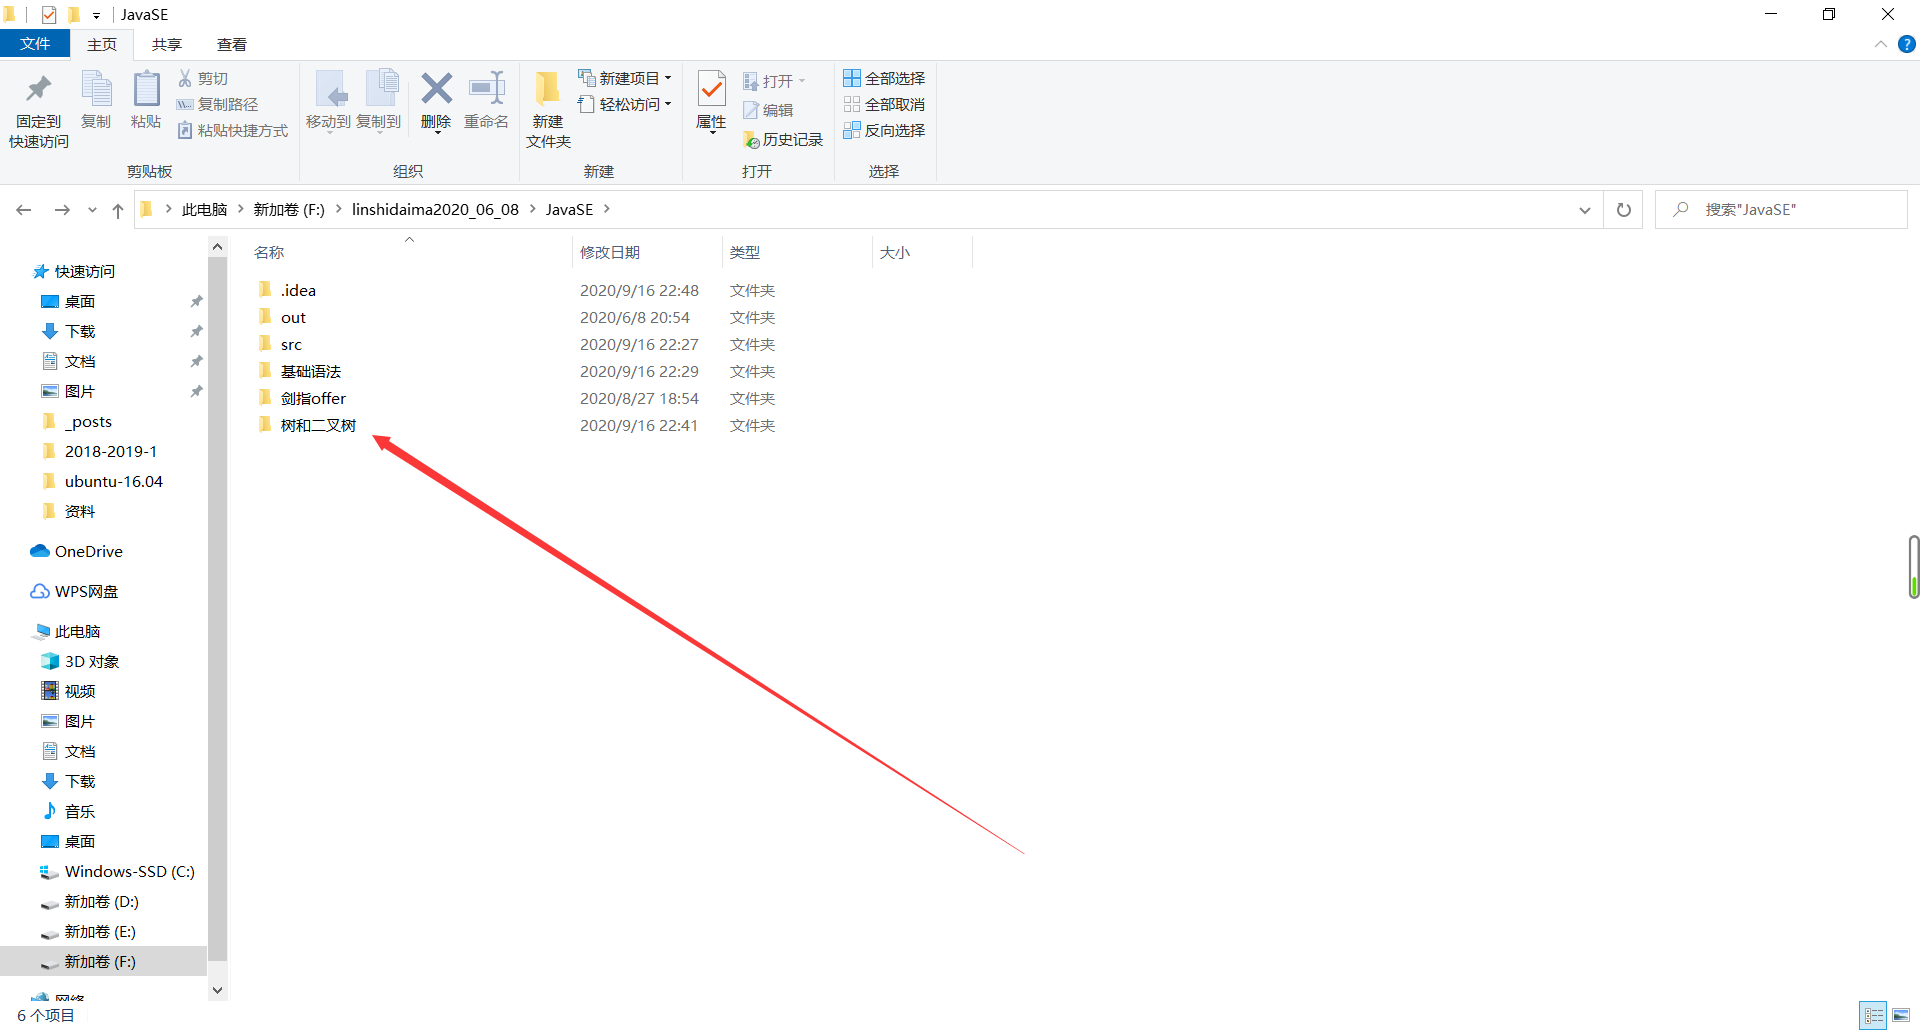 JavaSE
文件 主页 共享 查看
固定到 快速访问
复制
粘贴
剪切
复制路径
粘贴快捷方式
剪贴板
移动到 复制到 删除 重命名
组织
新建 文件夹
新建项目
轻松访问
新建
属性
打开
编辑
历史记录
打开
全部选择
全部取消
反向选择
选择
此电脑 新加卷 (F:) linshidaima2020_06_08 JavaSE
搜索"JavaSE"
快速访问
桌面
下载
文档
图片
_posts
2018-2019-1
ubuntu-16.04
资料
OneDrive
WPS网盘
此电脑
3D 对象
视频
图片
文档
下载
音乐
桌面
Windows-SSD (C:)
新加卷 (D:)
新加卷 (E:)
新加卷 (F:)
网络
名称 修改日期 类型 大小
.idea 2020/9/16 22:48 文件夹
out 2020/6/8 20:54 文件夹
src 2020/9/16 22:27 文件夹
基础语法 2020/9/16 22:29 文件夹
剑指offer 2020/8/27 18:54 文件夹
树和二叉树 2020/9/16 22:41 文件夹
6 个项目